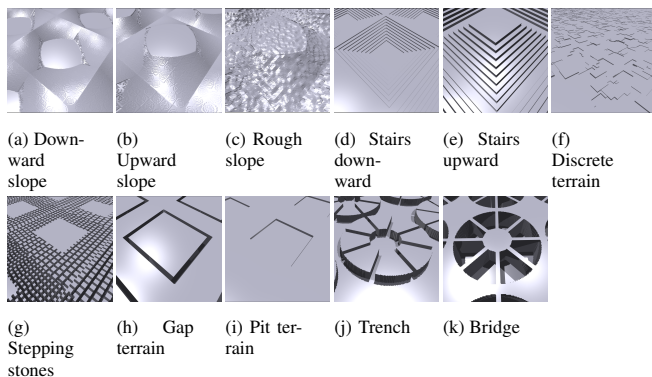 (a) Down-
ward
slope
(b)
Upward
slope
(c) Rough
slope
(d) Stairs
down-
ward
(e) Stairs
upward
(f)
Discrete
terrain
(g)
Stepping
stones
(h) Gap
terrain
(i) Pit ter-
rain
(j) Trench
(k) Bridge